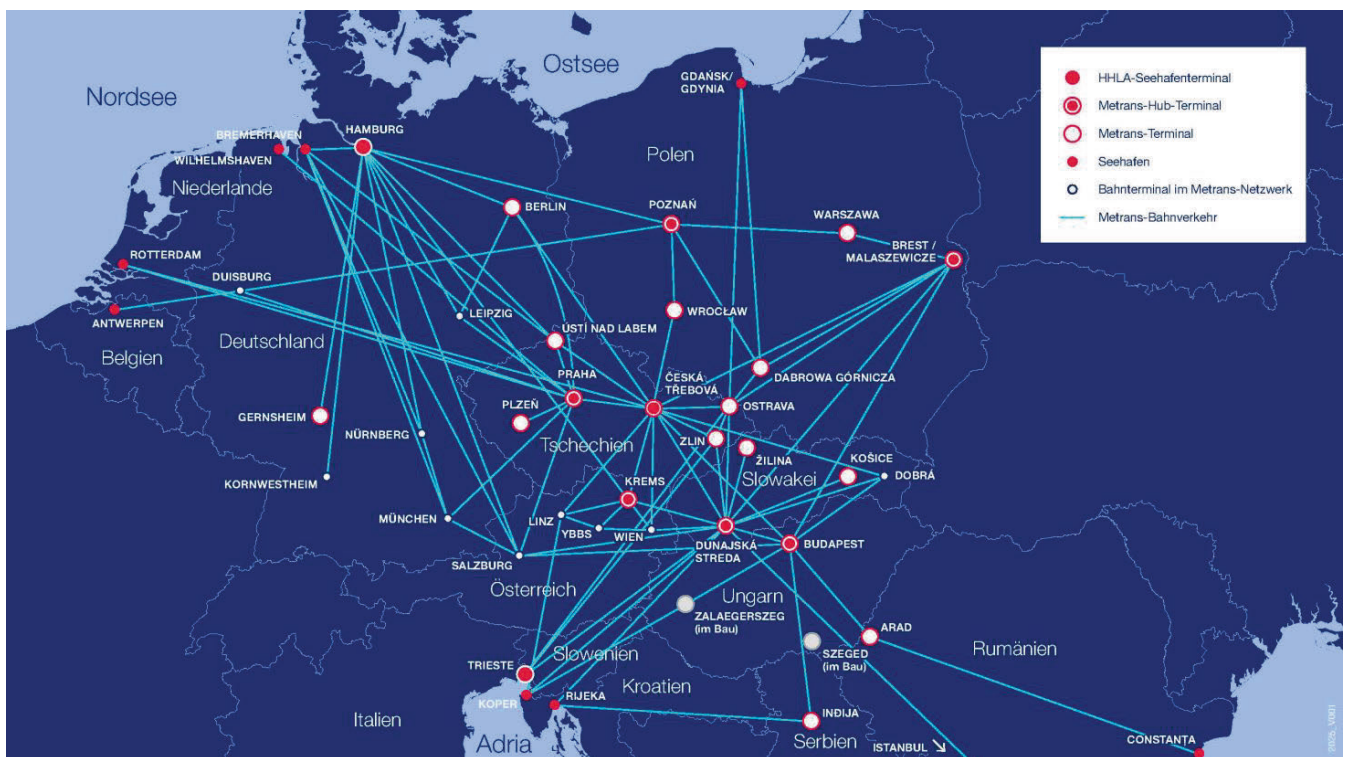 Nordsee
Ostsee
GDAŃSK/
GDYNIA
HHLA-Seehafenterminal
Metrans-Hub-Terminal
Metrans-Terminal
Seehafen
Bahnterminal im Metrans-Netzwerk
Metrans-Bahnverkehr
BREMERHAVEN
HAMBURG
WILHELMSHAVEN
Niederlande
Polen
BERLIN
POZNAŃ
WARSZAWA
BREST /
MALASZEWICZE
ROTTERDAM
DUISBURG
ANTWERPEN
LEIPZIG
WROCŁAW
Belgien
Deutschland
ÚSTÍ NAD LABEM
PRAHA
ČESKÁ
TŘEBOVÁ
DABROWA GÓRNICZA
GERNSHEIM
PLZEŇ
OSTRAVA
NÜRNBERG
Tschechien
ZLIN
ŽILINA
KOŠICE
DOBRÁ
KORNWESTHEIM
Slowakei
KREMS
MÜNCHEN
LINZ
YBBS
WIEN
DUNAJSKÁ
STREDA
BUDAPEST
SALZBURG
Österreich
Ungarn
ZALAEGERSZEG
(im Bau)
ARAD
SZEGED
(im Bau)
Rumänien
TRIESTE
Slowenien
KOPER
RIJEKA
Kroatien
Italien
Adria
INĐIJA
Serbien
ISTANBUL
CONSTANȚA
2025_V001